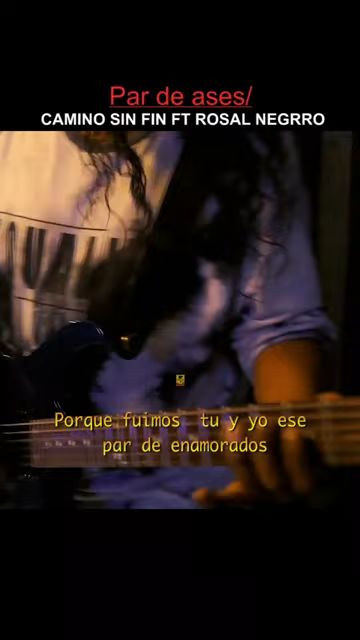 Par de ases/
CAMINO SIN FIN FT ROSAL NEGRRO
Porque fuimos tu y yo ese
par de enamorados